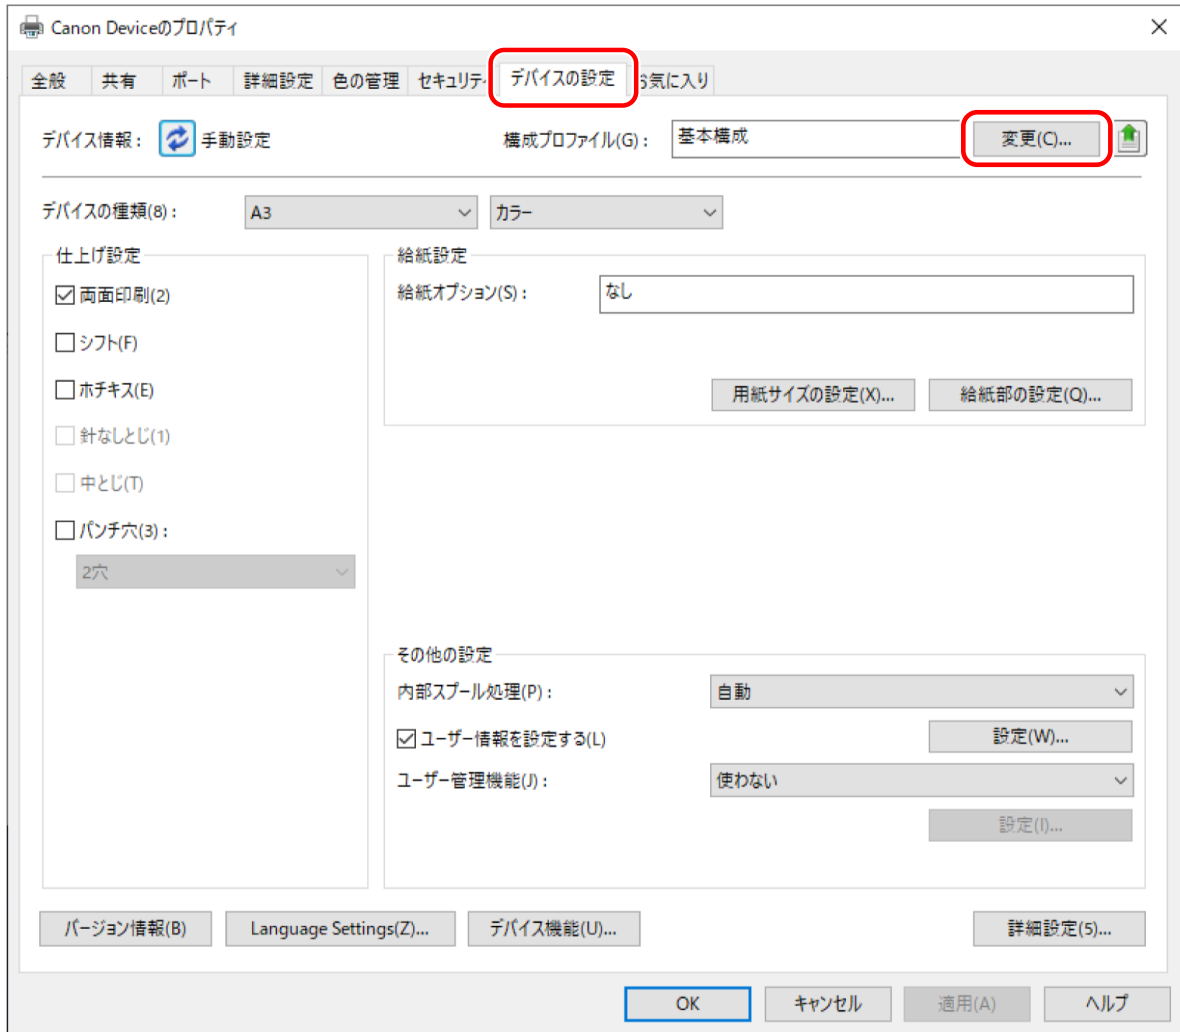 Canon Deviceのプロパティ
全般 共有 ポート 詳細設定 色の管理 セキュリティ デバイスの設定 お気に入り
デバイス情報： 手動設定 構成プロファイル(G)： 基本構成 変更(C)...
デバイスの種類(8)： A3 カラー
仕上げ設定
両面印刷(2)
シフト(F)
ホチキス(E)
針なしとじ(1)
中とじ(T)
パンチ穴(3)：
2穴
給紙設定
給紙オプション(S)： なし
用紙サイズの設定(X)... 給紙部の設定(Q)...
その他の設定
内部スプール処理(P)： 自動
ユーザー情報を設定する(L) 設定(W)...
ユーザー管理機能(J)： 使わない
設定(I)...
バージョン情報(B) Language Settings(Z)... デバイス機能(U)... 詳細設定(5)...
OK キャンセル 適用(A) ヘルプ